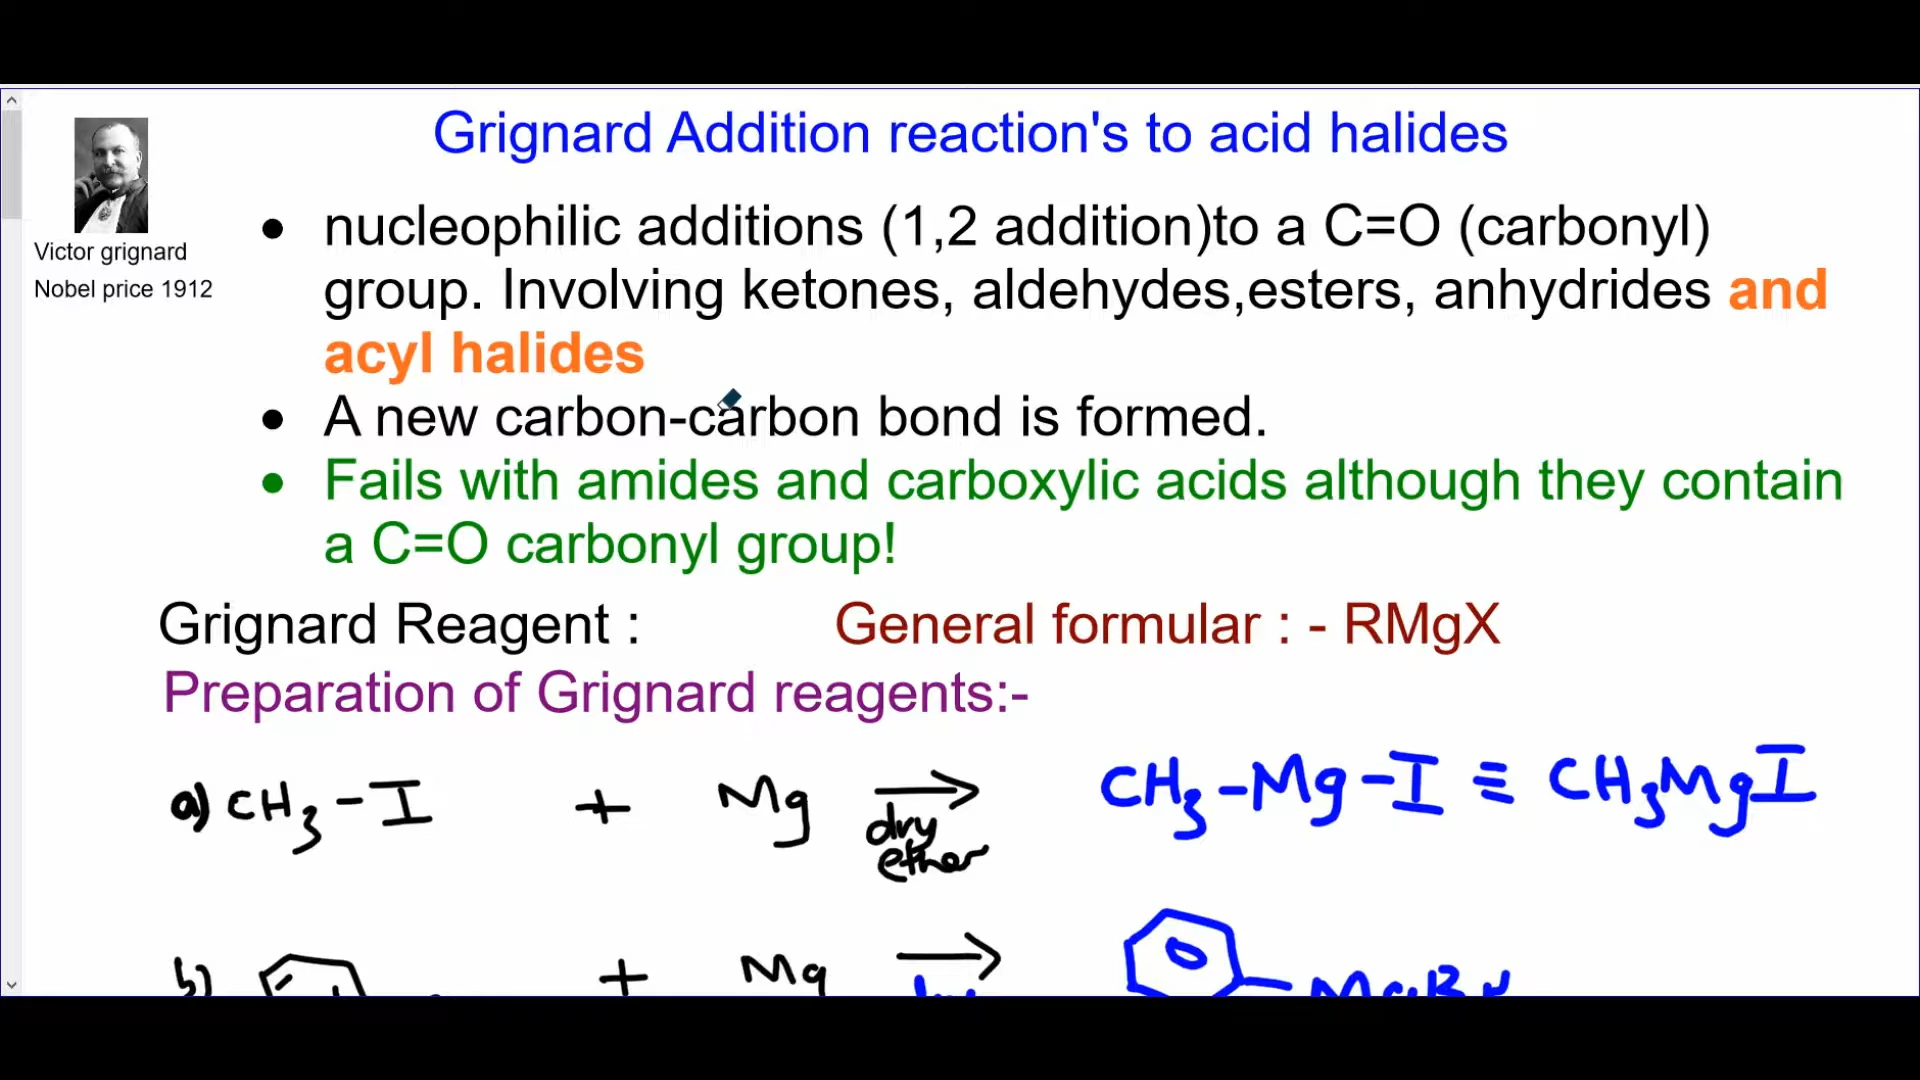 Grignard Addition reaction's to acid halides
Victor grignard
Nobel price 1912
• nucleophilic additions (1,2 addition)to a C=O (carbonyl)
group. Involving ketones, aldehydes,esters, anhydrides and
acyl halides
• A new carbon-carbon bond is formed.
• Fails with amides and carboxylic acids although they contain
a C=O carbonyl group!
Grignard Reagent : General formular : - RMgX
Preparation of Grignard reagents:-
a) CH3-I + Mg → dry ether CH3-Mg-I ≡ CH3MgI
b) + Mg → MgBr